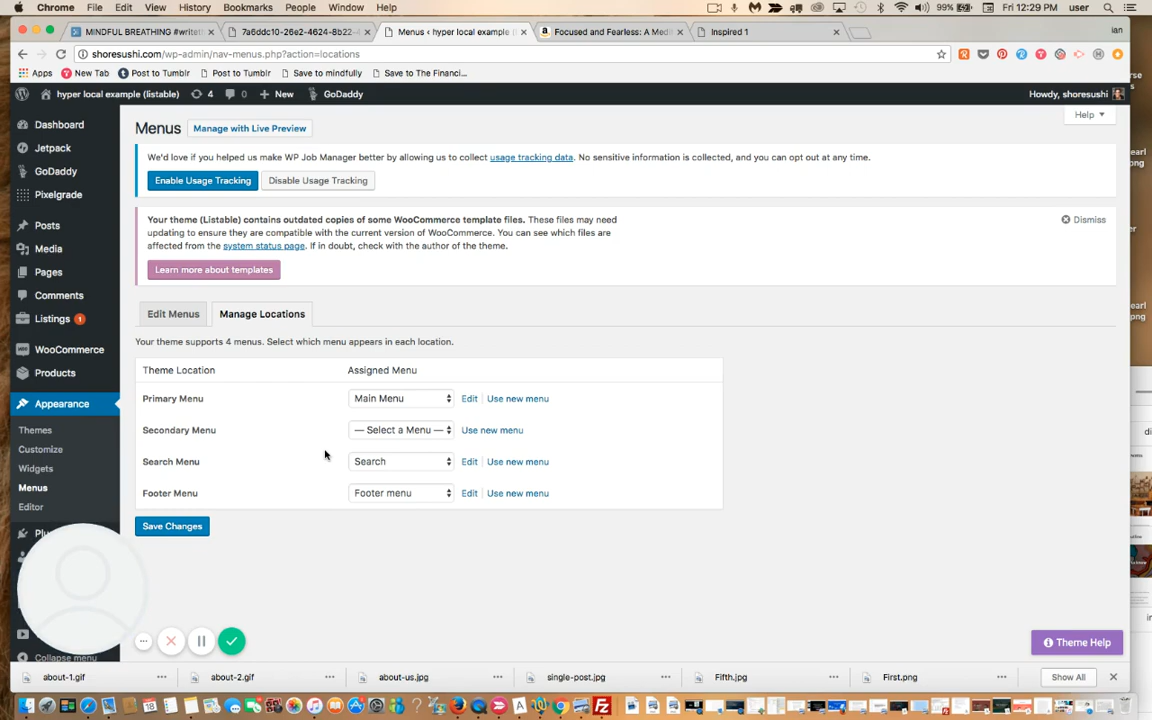 Chrome File Edit View History Bookmarks People Window Help 99% Fri 12:29 PM user
MINDFUL BREATHING #writet 7a6ddc10-26e2-4624-8b22- Menus ‹ hyper local example ( Focused and Fearless: A Medi Inspired 1 ian
shoresushi.com/wp-admin/nav-menus.php?action=locations
Apps New Tab Post to Tumblr Post to Tumblr Save to mindfully Save to The Financi...
hyper local example (listable) 4 0 New GoDaddy Howdy, shoresushi
Help
Menus Manage with Live Preview
We'd love if you helped us make WP Job Manager better by allowing us to collect usage tracking data. No sensitive information is collected, and you can opt out at any time.
Enable Usage Tracking Disable Usage Tracking
Your theme (Listable) contains outdated copies of some WooCommerce template files. These files may need
updating to ensure they are compatible with the current version of WooCommerce. You can see which files are
affected from the system status page. If in doubt, check with the author of the theme.
Dismiss
Learn more about templates
Dashboard
Jetpack
GoDaddy
Pixelgrade
Posts
Media
Pages
Comments
Listings 1
WooCommerce
Products
Appearance
Themes
Customize
Widgets
Menus
Editor
Plu
Collapse menu
Edit Menus Manage Locations
Your theme supports 4 menus. Select which menu appears in each location.
Theme Location Assigned Menu
Primary Menu Main Menu Edit | Use new menu
Secondary Menu — Select a Menu — Use new menu
Search Menu Search Edit | Use new menu
Footer Menu Footer menu Edit | Use new menu
Save Changes
Theme Help
about-1.gif about-2.gif about-us.jpg single-post.jpg Fifth.jpg First.png Show All